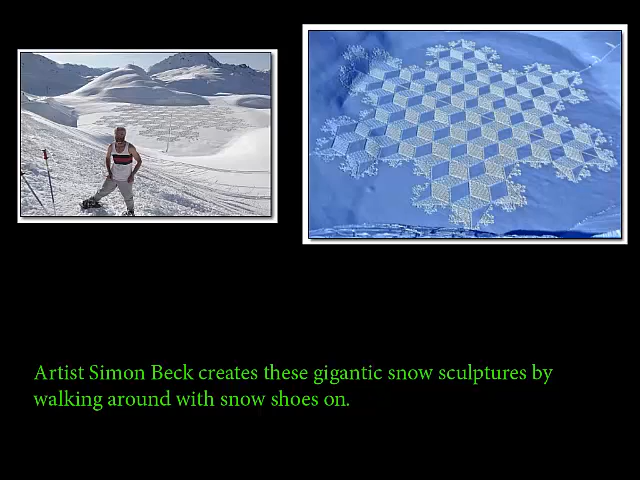 Artist Simon Beck creates these gigantic snow sculptures by
walking around with snow shoes on.